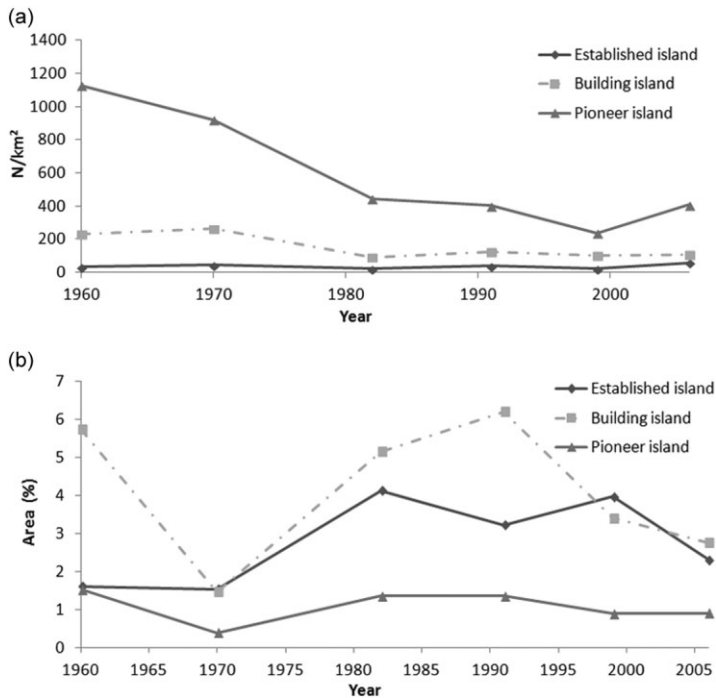 (a)
1400
1200
1000
800
600
400
200
0
N/km²
Established island
Building island
Pioneer island
1960 1970 1980 1990 2000
Year
(b)
7
6
5
4
3
2
1
0
Area (%)
Established island
Building island
Pioneer island
1960 1965 1970 1975 1980 1985 1990 1995 2000 2005
Year